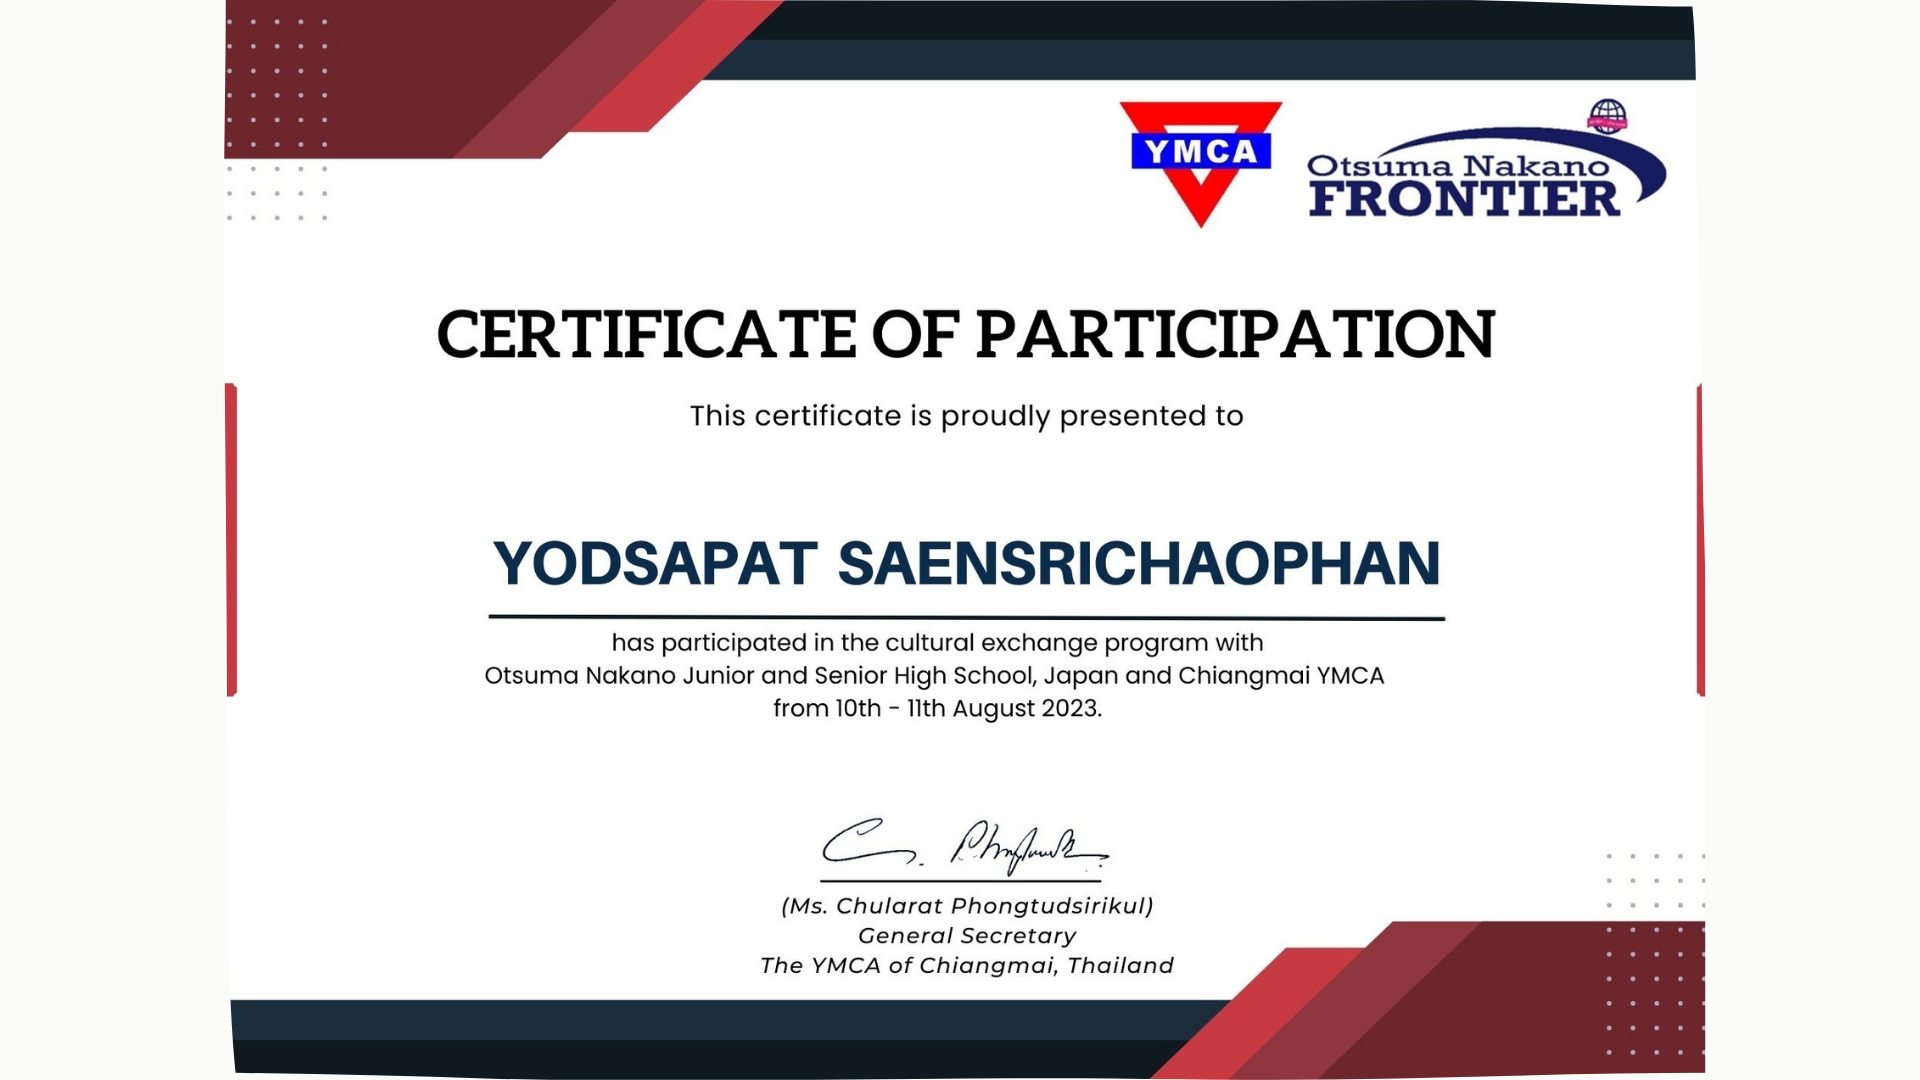 YMCA
Otsuma Nakano
FRONTIER
CERTIFICATE OF PARTICIPATION
This certificate is proudly presented to
YODSAPAT SAENSRICHAOPHAN
has participated in the cultural exchange program with
Otsuma Nakano Junior and Senior High School, Japan and Chiangmai YMCA
from 10th - 11th August 2023.
(Ms. Chularat Phongtudsirikul)
General Secretary
The YMCA of Chiangmai, Thailand